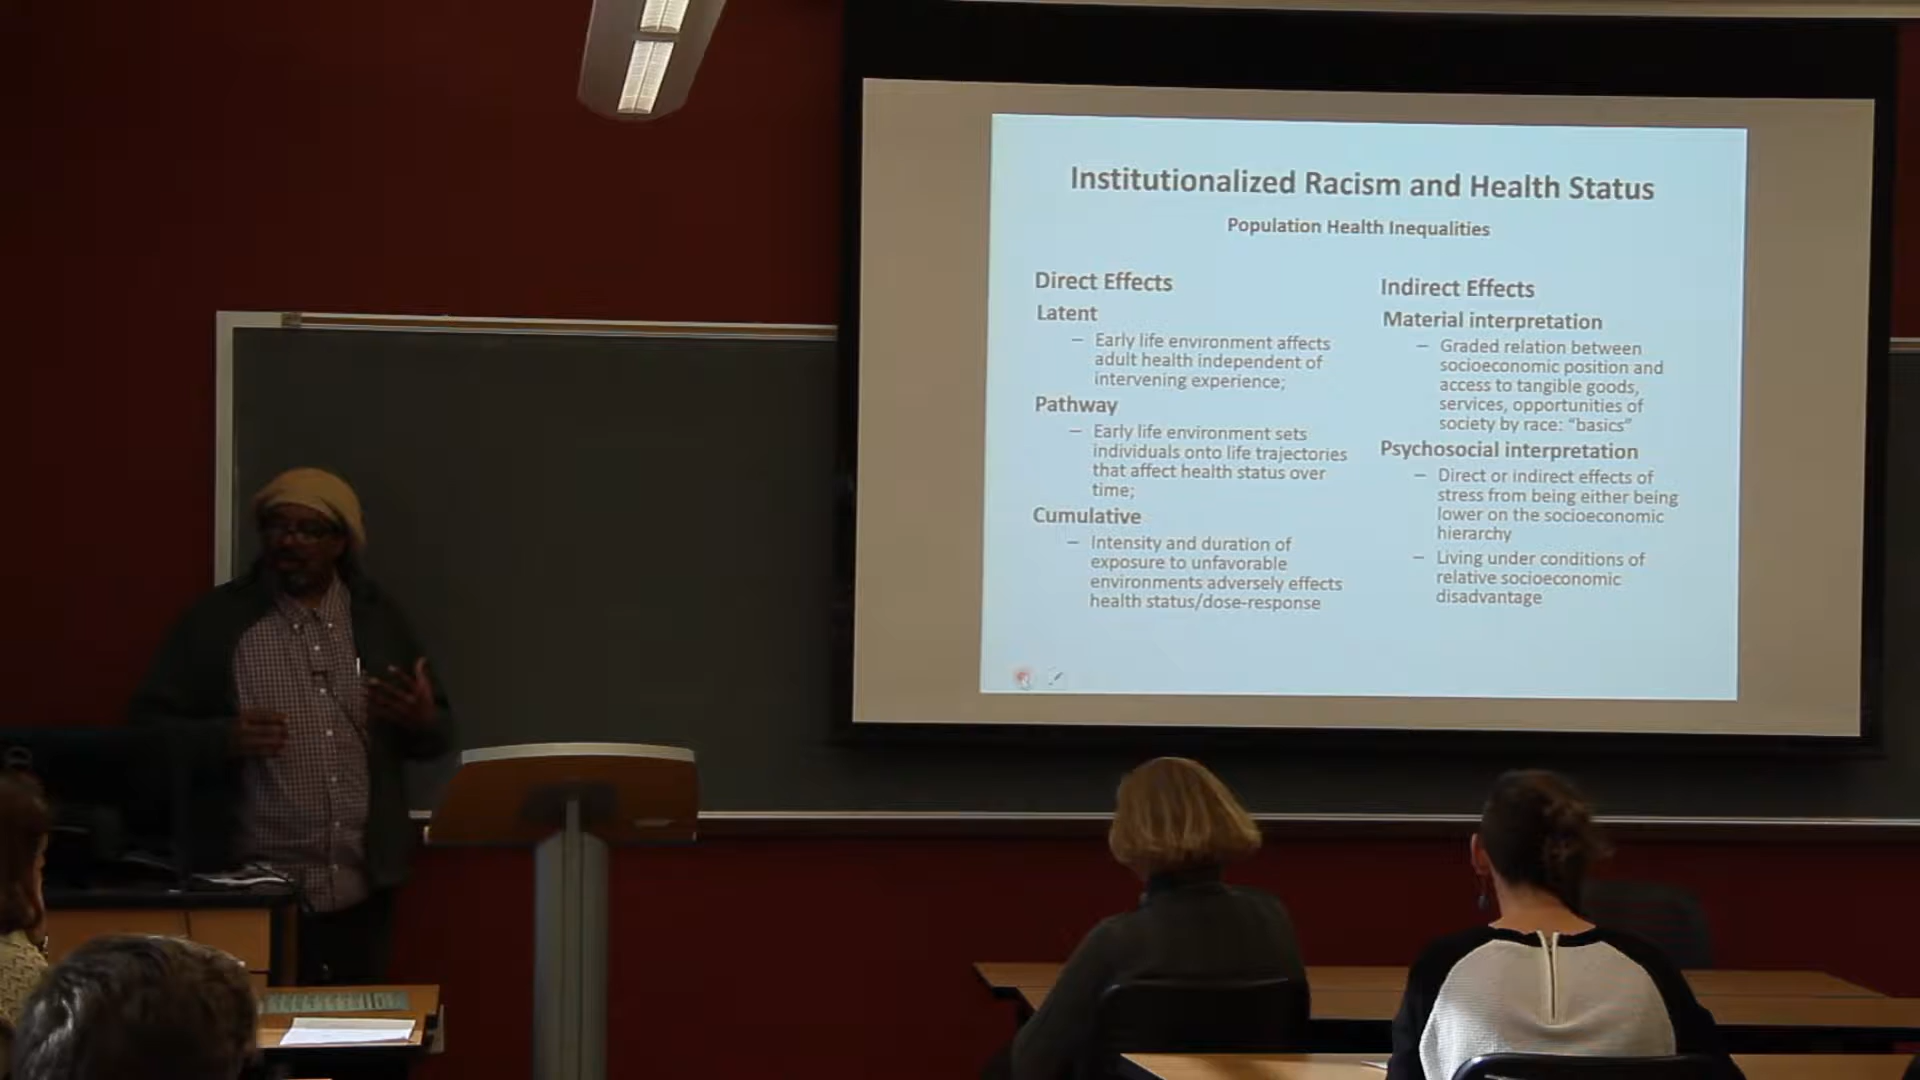 Institutionalized Racism and Health Status
Population Health Inequalities
Direct Effects
Latent
– Early life environment affects
adult health independent of
intervening experience;
Pathway
– Early life environment sets
individuals onto life trajectories
that affect health status over
time;
Cumulative
– Intensity and duration of
exposure to unfavorable
environments adversely effects
health status/dose-response
Indirect Effects
Material interpretation
– Graded relation between
socioeconomic position and
access to tangible goods,
services, opportunities of
society by race: “basics”
Psychosocial interpretation
– Direct or indirect effects of
stress from being either being
lower on the socioeconomic
hierarchy
– Living under conditions of
relative socioeconomic
disadvantage